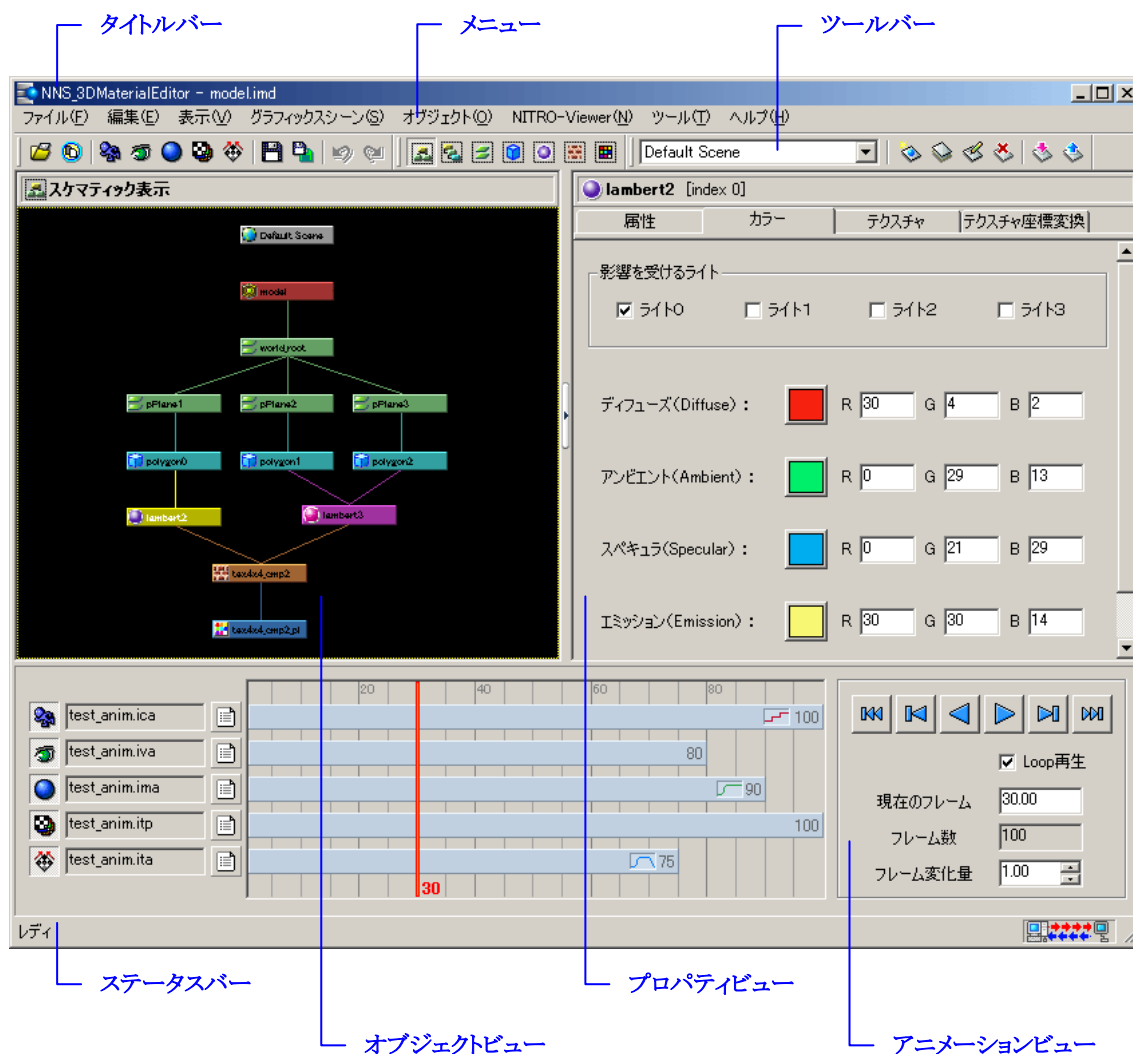 タイトルバー
メニュー
ツールバー
NNS_3DMaterialEditor - model.imd
ファイル(F) 編集(E) 表示(V) グラフィックスシーン(S) オブジェクト(O) NITRO-Viewer(N) ツール(T) ヘルプ(H)
Default Scene
スケマティック表示
Default Scene
model
world_root
pPlane1 pPlane2 pPlane3
polygon0 polygon1 polygon2
lambert2 lambert3
tex4x4_cmp2
tex4x4_cmp2_pl
lambert2 [index 0]
属性 カラー テクスチャ テクスチャ座標変換
影響を受けるライト
ライト0 ライト1 ライト2 ライト3
ディフューズ(Diffuse): R 30 G 4 B 2
アンビエント(Ambient): R 0 G 29 B 13
スペキュラ(Specular): R 0 G 21 B 29
エミッション(Emission): R 30 G 30 B 14
20 40 60 80
test_anim.ica 100
test_anim.iva 80
test_anim.ima 90
test_anim.itp 100
test_anim.ita 75
30
Loop再生
現在のフレーム 30.00
フレーム数 100
フレーム変化量 1.00
レディ
ステータスバー
プロパティビュー
オブジェクトビュー
アニメーションビュー